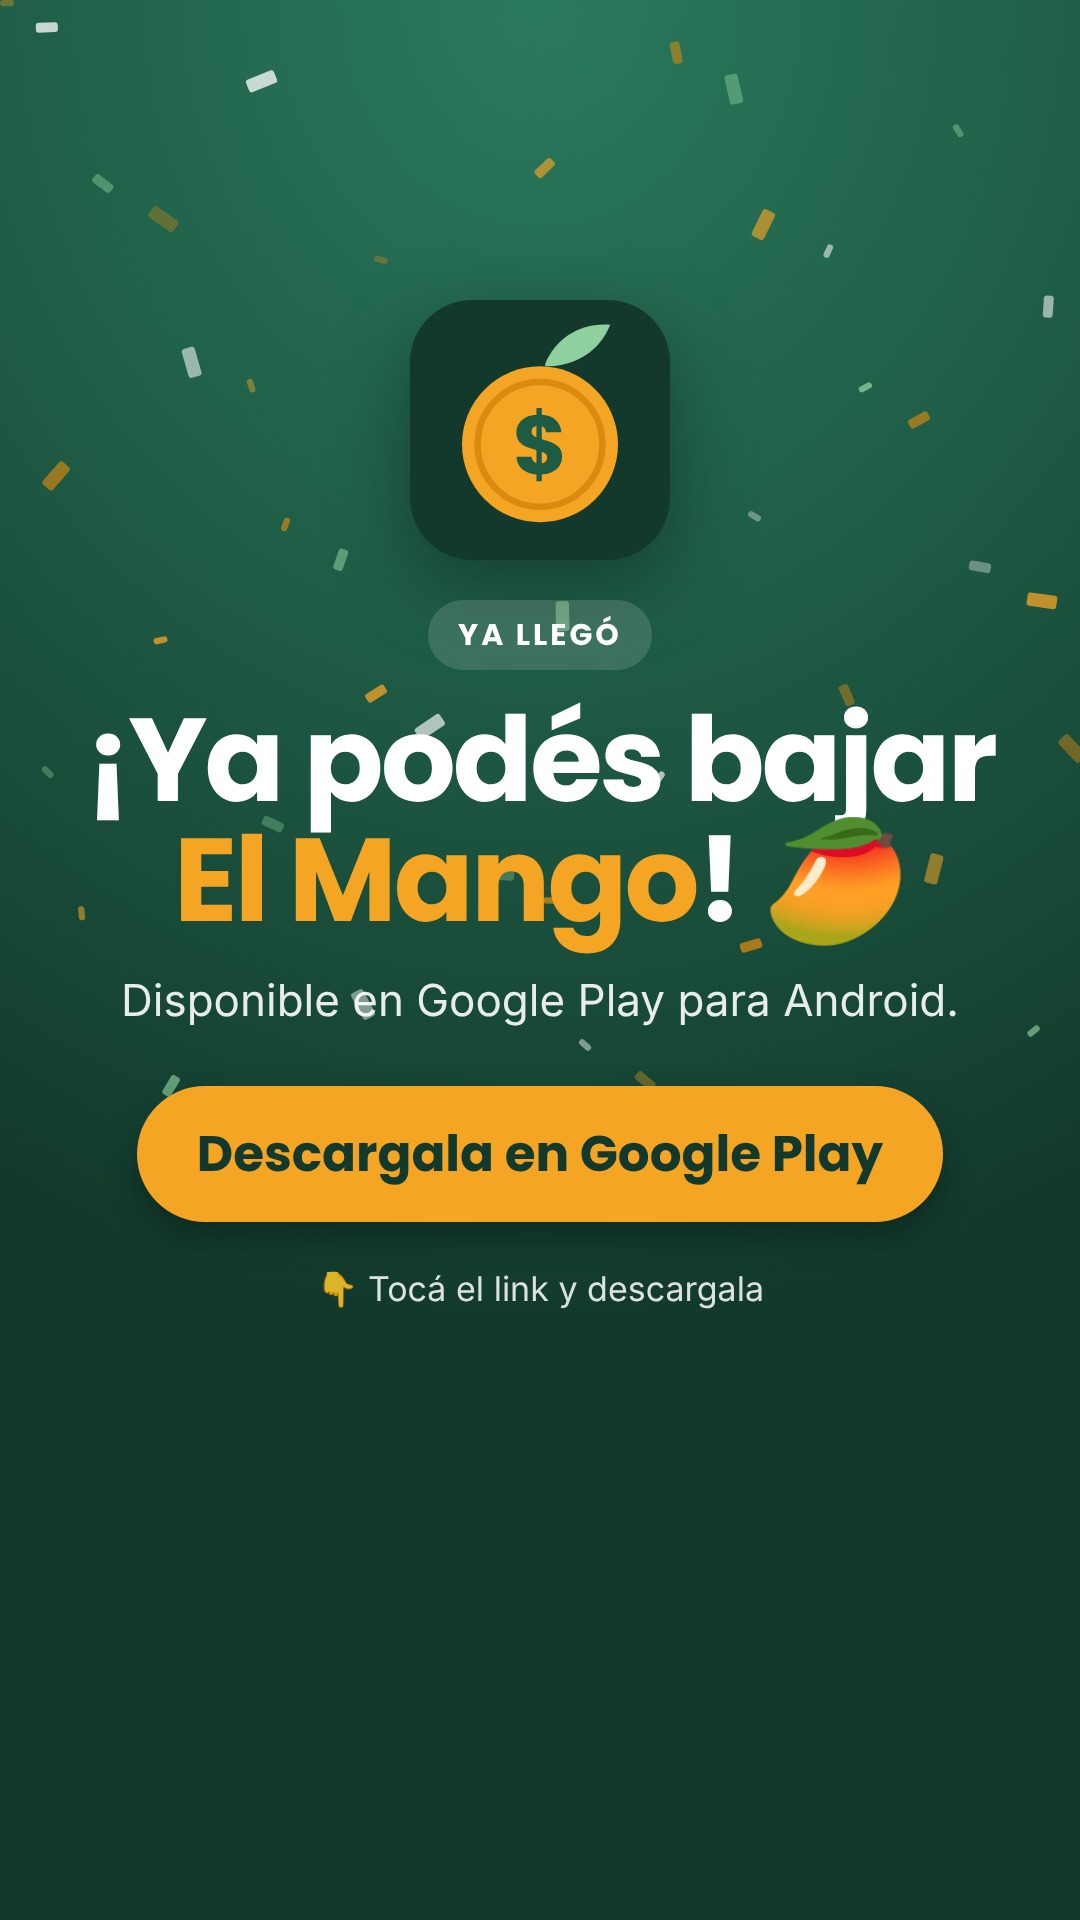 $
YA LLEGÓ
¡Ya podés bajar
El Mango! 🥭
Disponible en Google Play para Android.
Descargala en Google Play
👇 Tocá el link y descargala